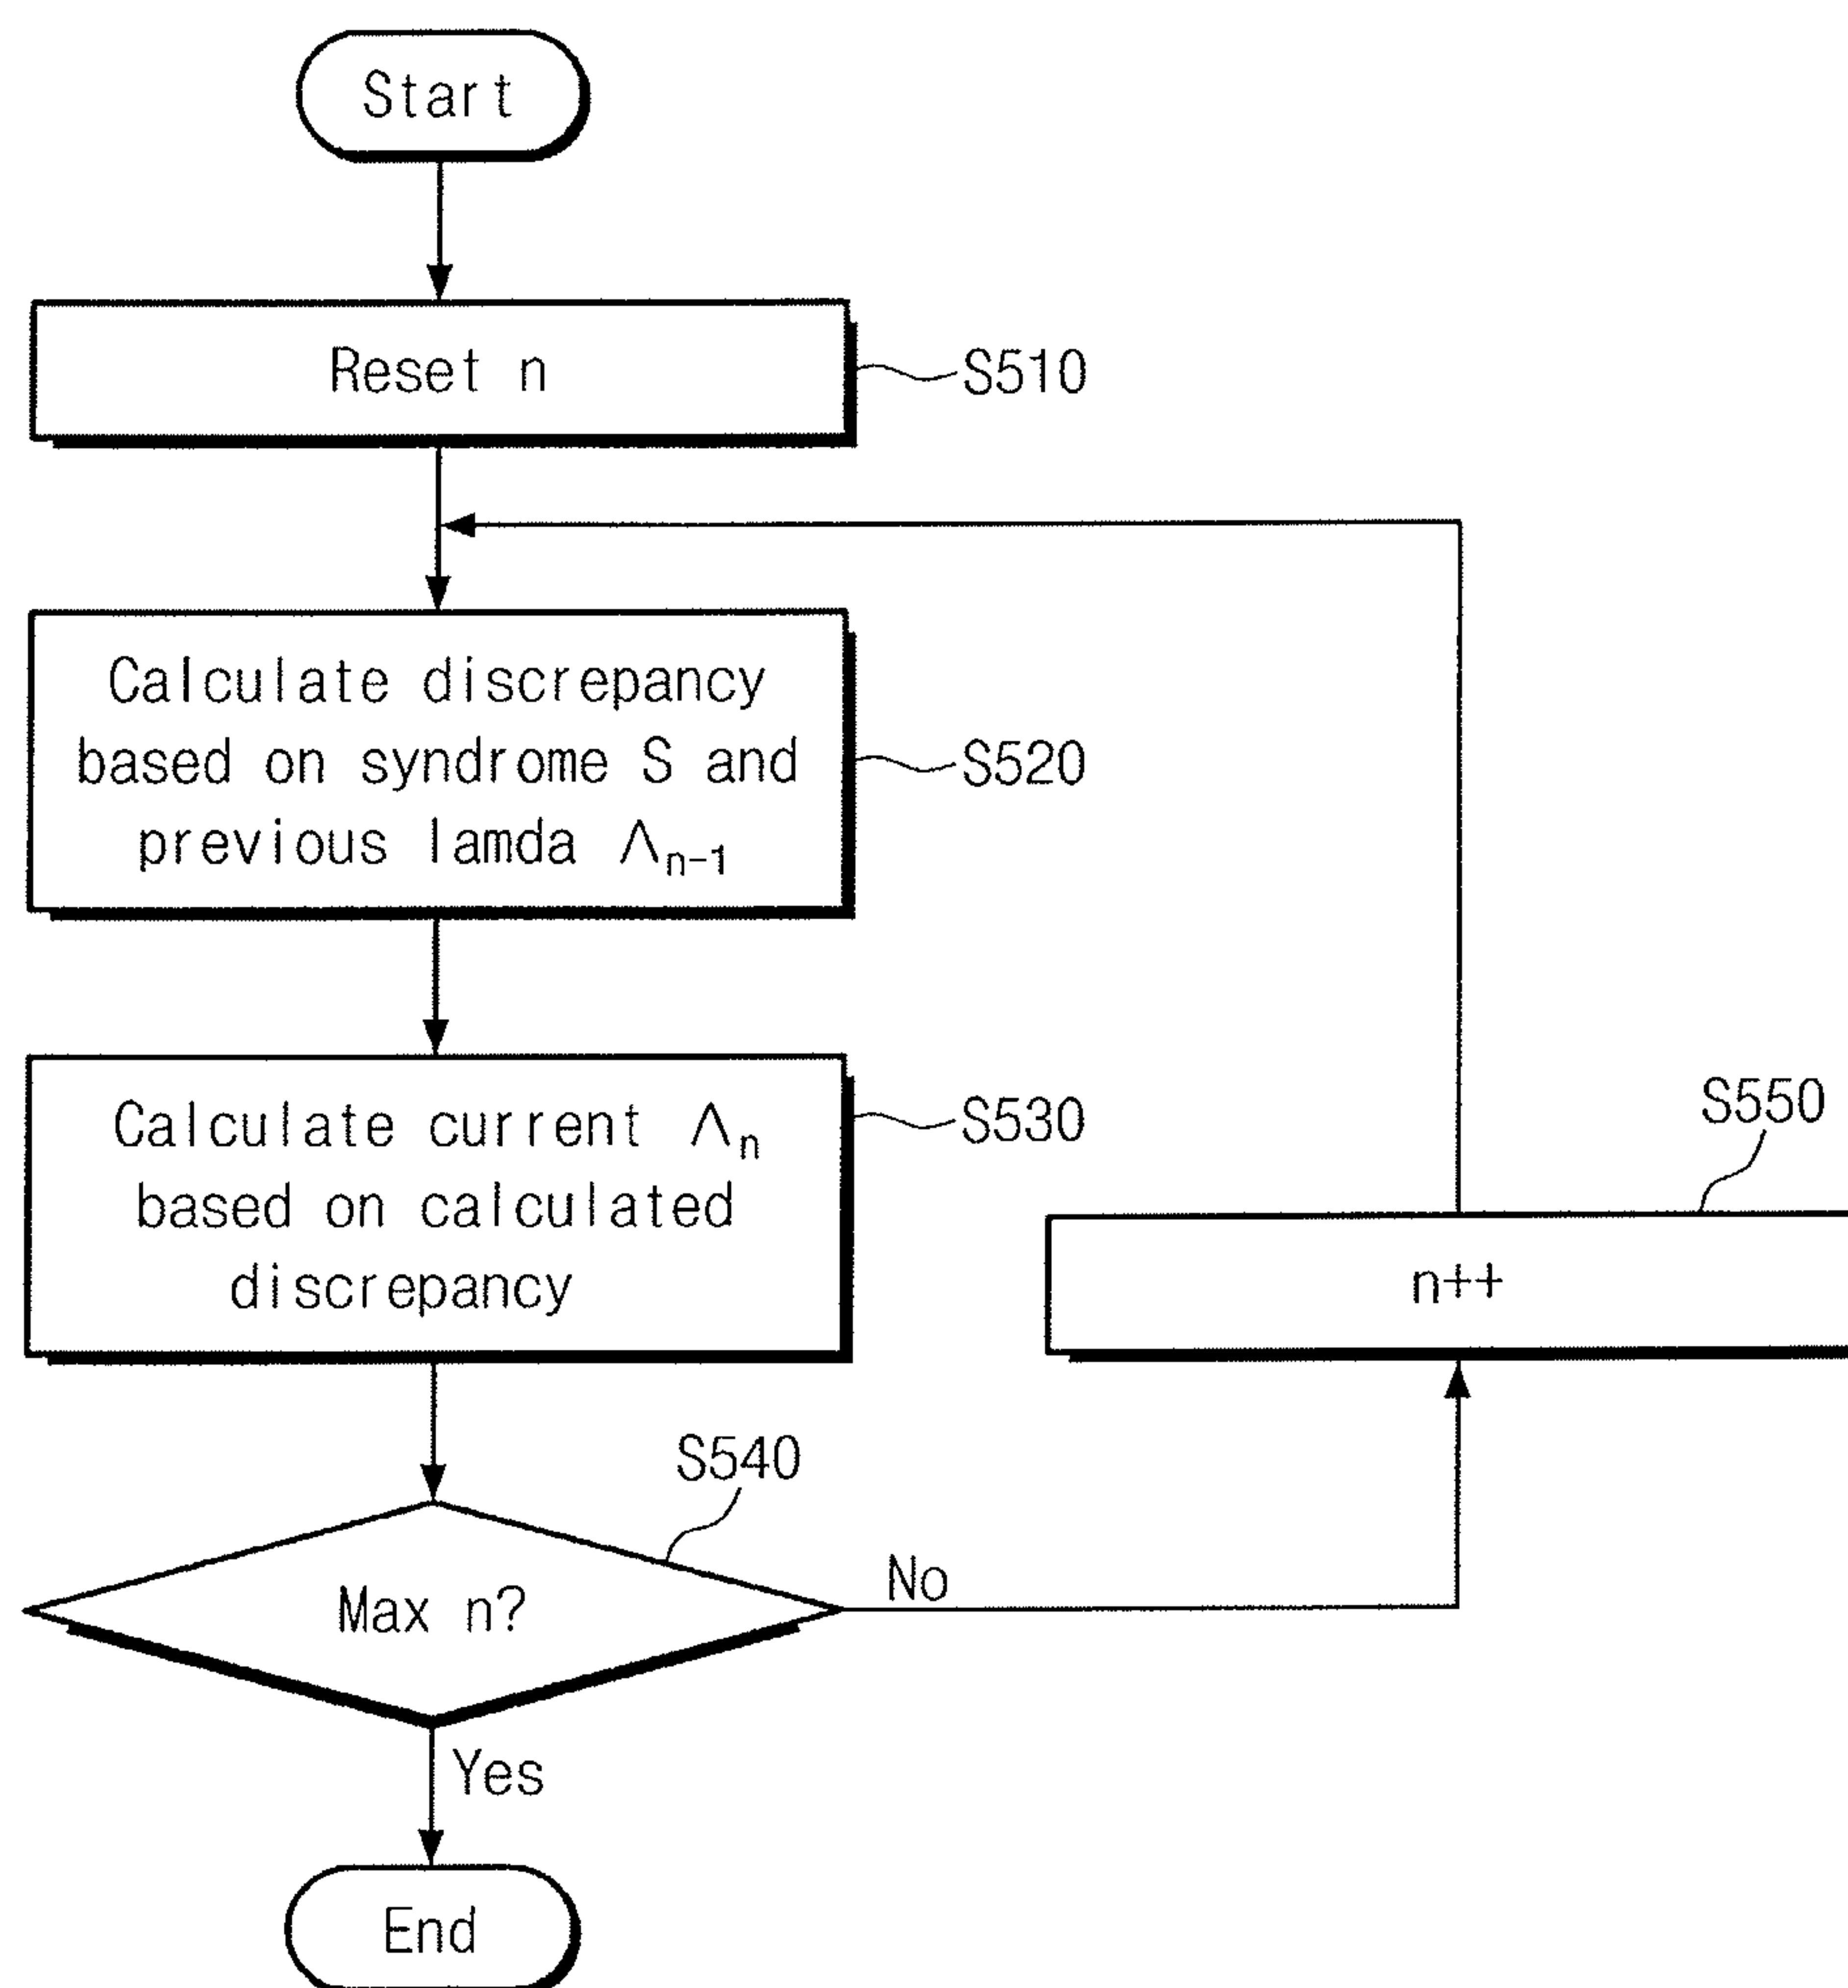 Start
Reset n
S510
Calculate discrepancy
based on syndrome S and
previous lamda Λn-1
S520
Calculate current Λn
based on calculated
discrepancy
S530
S550
n++
S540
Max n?
No
Yes
End